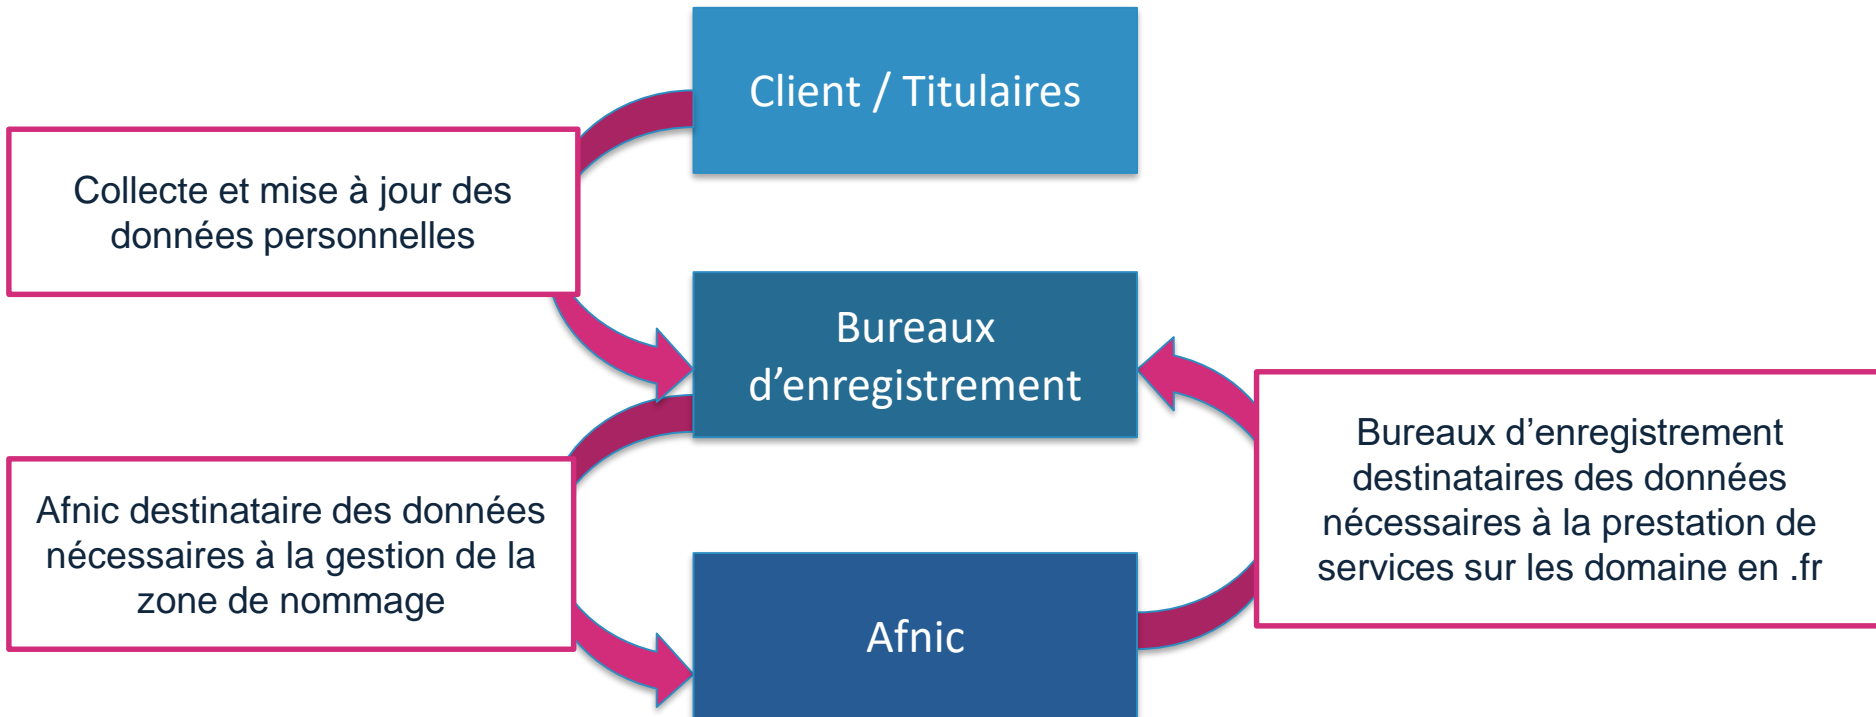 Client / Titulaires
Collecte et mise à jour des
données personnelles
Bureaux
d’enregistrement
Afnic destinataire des données
nécessaires à la gestion de la
zone de nommage
Bureaux d’enregistrement
destinataires des données
nécessaires à la prestation de
services sur les domaine en .fr
Afnic